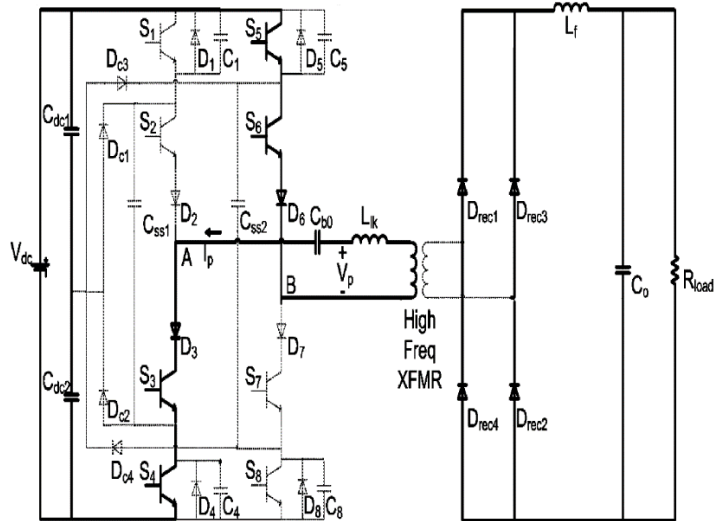 S1
D1
C1
S5
D5
C5
Lf
Dc3
Cdc1
Dc1
S2
S6
Css1
D2
Css2
D6
Cb0
Llk
Drec1
Drec3
Vdc
A
Ip
+
Vp
-
B
Co
Rload
High
Freq
XFMR
D3
D7
Cdc2
Dc2
S3
S7
Drec4
Drec2
Dc4
S4
D4
C4
S8
D8
C8